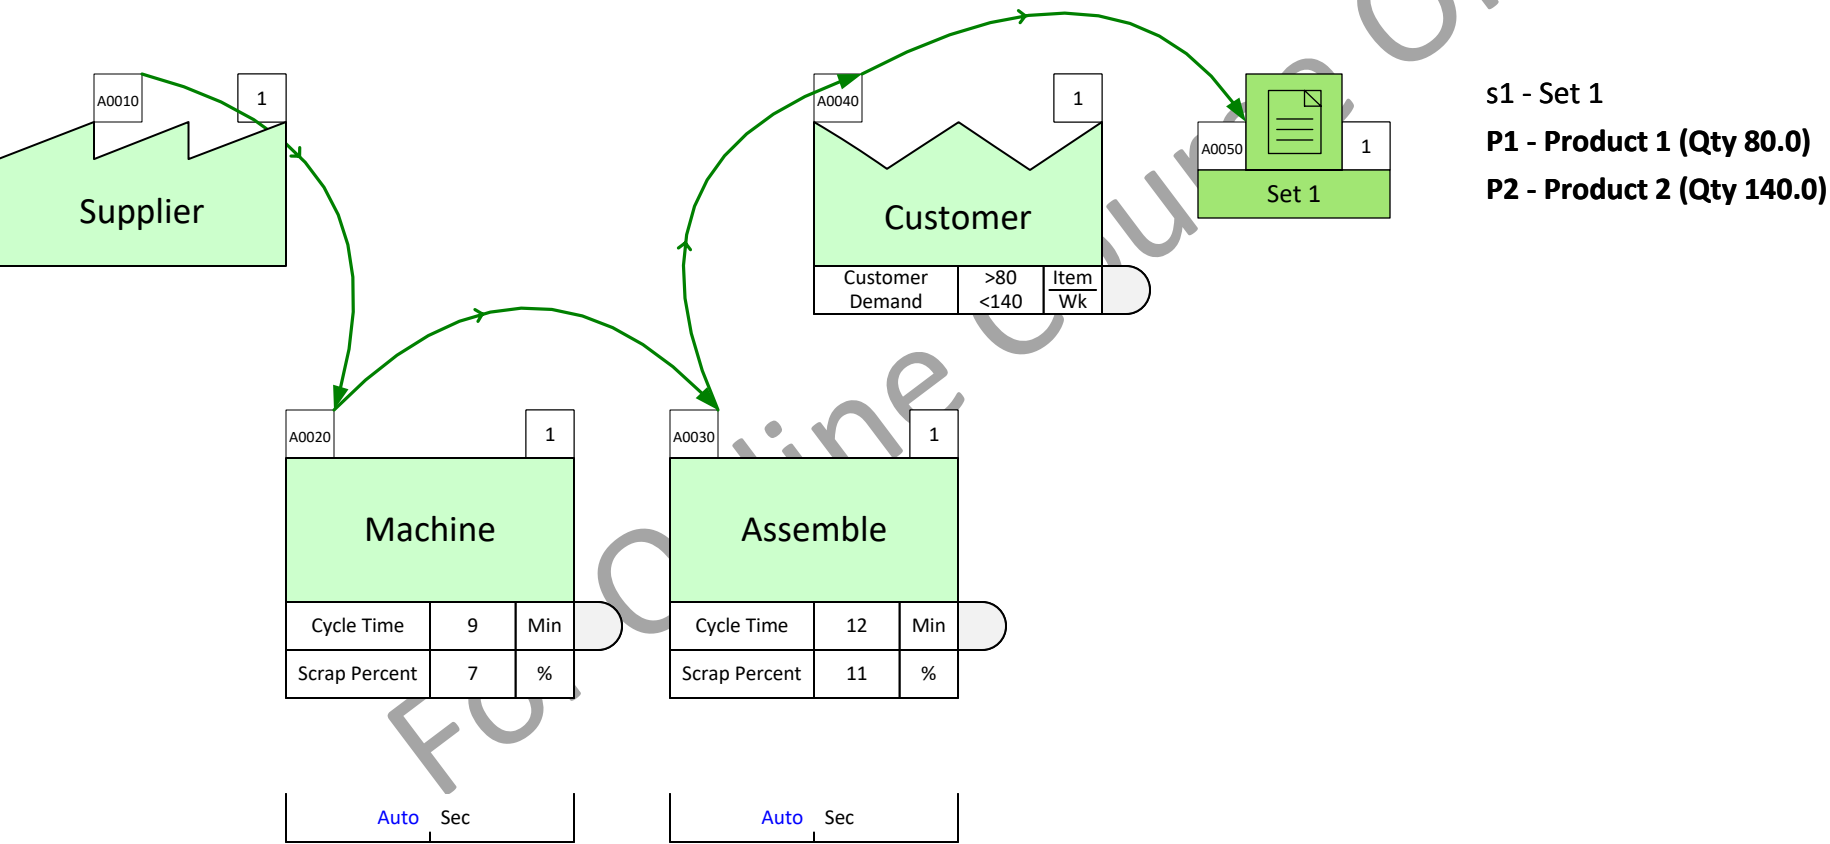 A0010
1
Supplier
A0040
1
Customer
Customer Demand
>80
<140
Item
Wk
A0050
1
Set 1
s1 - Set 1
P1 - Product 1 (Qty 80.0)
P2 - Product 2 (Qty 140.0)
A0020
1
Machine
Cycle Time 9 Min
Scrap Percent 7 %
Auto Sec
A0030
1
Assemble
Cycle Time 12 Min
Scrap Percent 11 %
Auto Sec